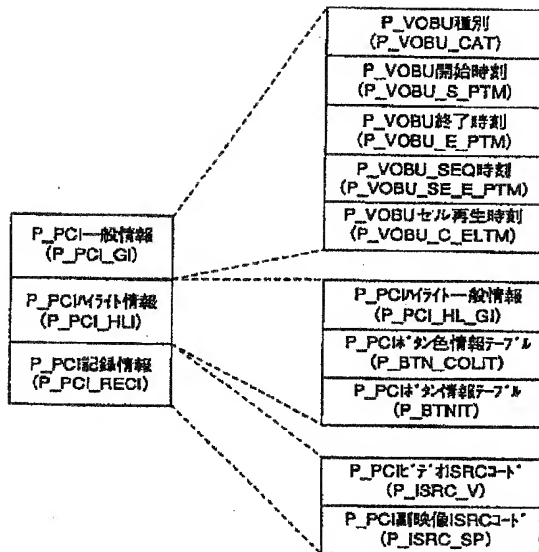 P_VOBU種別
(P_VOBU_CAT)
P_VOBU開始時刻
(P_VOBU_S_PTM)
P_VOBU終了時刻
(P_VOBU_E_PTM)
P_VOBU_SEQ時刻
(P_VOBU_SE_E_PTM)
P_VOBUセル再生時刻
(P_VOBU_C_ELTM)
P_PCI一般情報
(P_PCI_GI)
P_PCIﾊｲﾗｲﾄ情報
(P_PCI_HLI)
P_PCI記録情報
(P_PCI_RECI)
P_PCIﾊｲﾗｲﾄ一般情報
(P_PCI_HL_GI)
P_PCIﾎﾞﾀﾝ色情報ﾃｰﾌﾞﾙ
(P_BTN_COLIT)
P_PCIﾎﾞﾀﾝ情報ﾃｰﾌﾞﾙ
(P_BTNIT)
P_PCIﾋﾞﾃﾞｵISRCｺｰﾄﾞ
(P_ISRC_V)
P_PCI副映像ISRCｺｰﾄﾞ
(P_ISRC_SP)